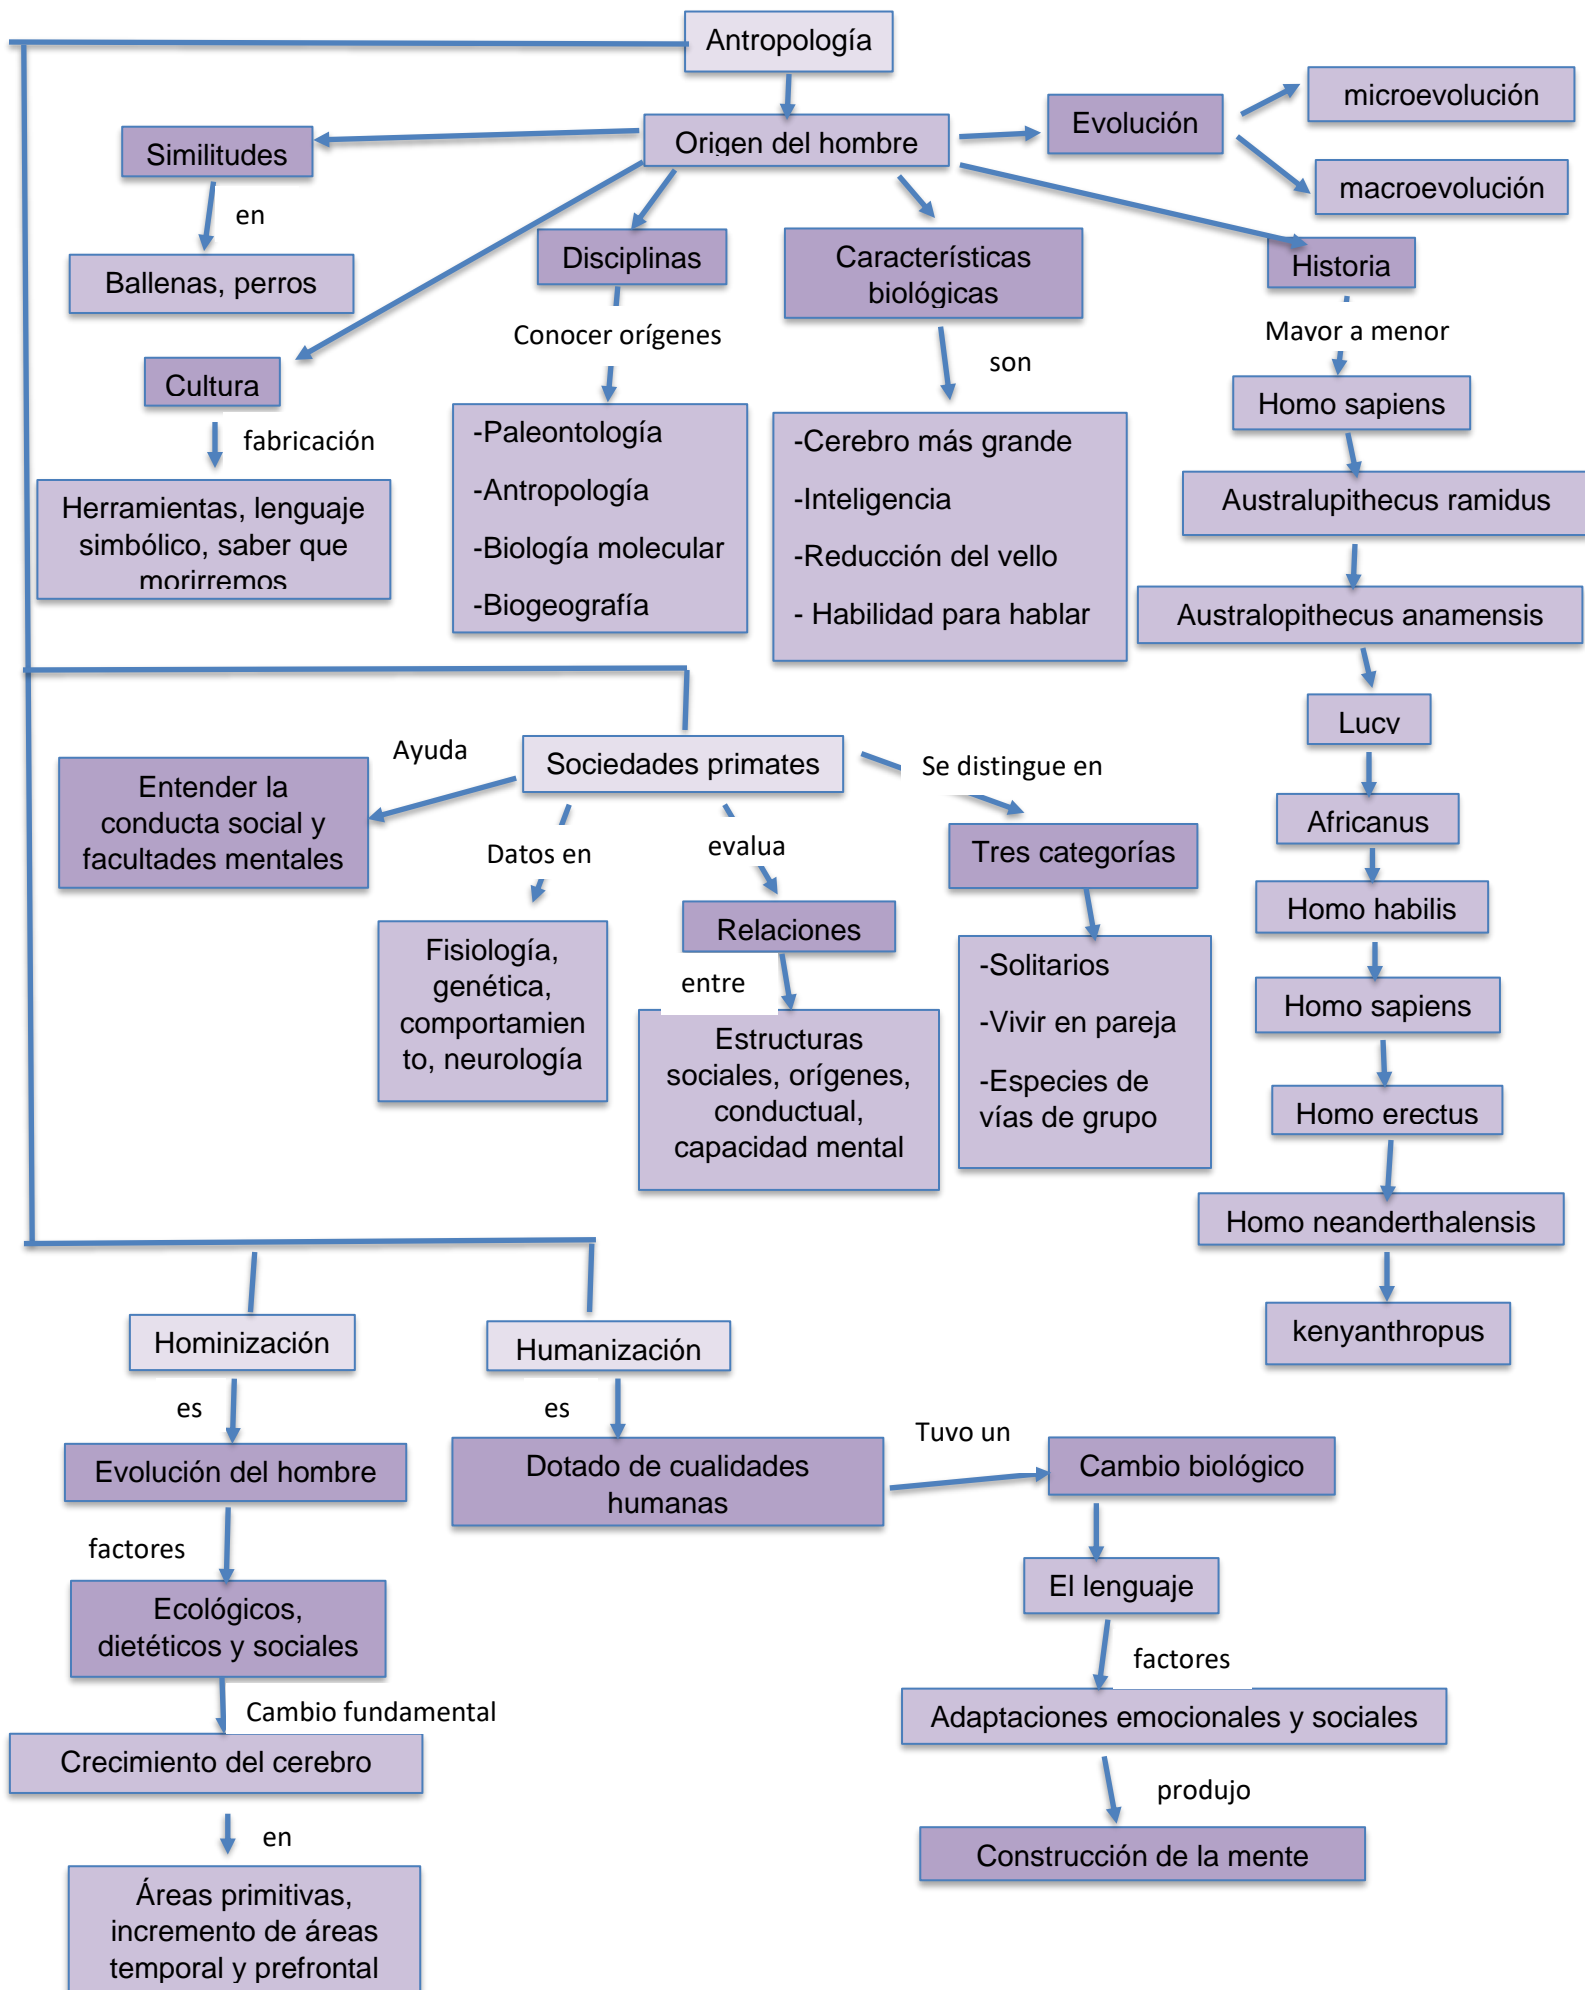 Antropología
Origen del hombre
Evolución
microevolución
macroevolución
Similitudes
en
Ballenas, perros
Cultura
fabricación
Herramientas, lenguaje
simbólico, saber que
morirremos
Disciplinas
Conocer orígenes
-Paleontología
-Antropología
-Biología molecular
-Biogeografía
Características
biológicas
son
-Cerebro más grande
-Inteligencia
-Reducción del vello
- Habilidad para hablar
Historia
Mayor a menor
Homo sapiens
Australupithecus ramidus
Australopithecus anamensis
Lucy
Africanus
Homo habilis
Homo sapiens
Homo erectus
Homo neanderthalensis
kenyanthropus
Sociedades primates
Ayuda
Entender la
conducta social y
facultades mentales
Datos en
Fisiología,
genética,
comportamien
to, neurología
evalua
Relaciones
entre
Estructuras
sociales, orígenes,
conductual,
capacidad mental
Se distingue en
Tres categorías
-Solitarios
-Vivir en pareja
-Especies de
vías de grupo
Hominización
es
Evolución del hombre
factores
Ecológicos,
dietéticos y sociales
Cambio fundamental
Crecimiento del cerebro
en
Áreas primitivas,
incremento de áreas
temporal y prefrontal
Humanización
es
Dotado de cualidades
humanas
Tuvo un
Cambio biológico
El lenguaje
factores
Adaptaciones emocionales y sociales
produjo
Construcción de la mente